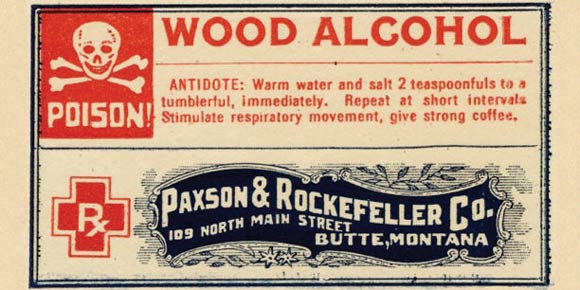 WOOD ALCOHOL
POISON!
ANTIDOTE: Warm water and salt 2 teaspoonfuls to a
tumblerful, immediately. Repeat at short intervals
Stimulate respiratory movement, give strong coffee.
Rx
PAXSON & ROCKEFELLER CO.
109 NORTH MAIN STREET
BUTTE, MONTANA